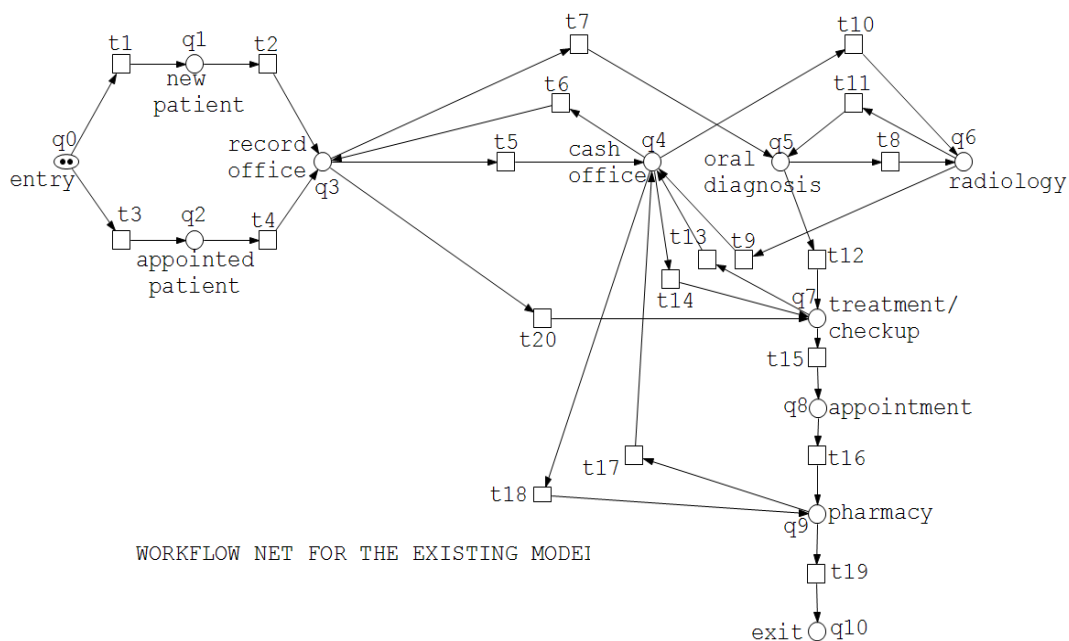 t1
q1
t2
new
patient
q0
entry
t3
q2
t4
appointed
patient
record
office
q3
t7
t6
t5
cash
office
q4
t10
t11
q5
t8
q6
oral
diagnosis
radiology
t13
t9
t12
t14
q7
treatment/
checkup
t20
t15
q8
appointment
t17
t16
t18
q9
pharmacy
WORKFLOW NET FOR THE EXISTING MODEI
t19
exit
q10